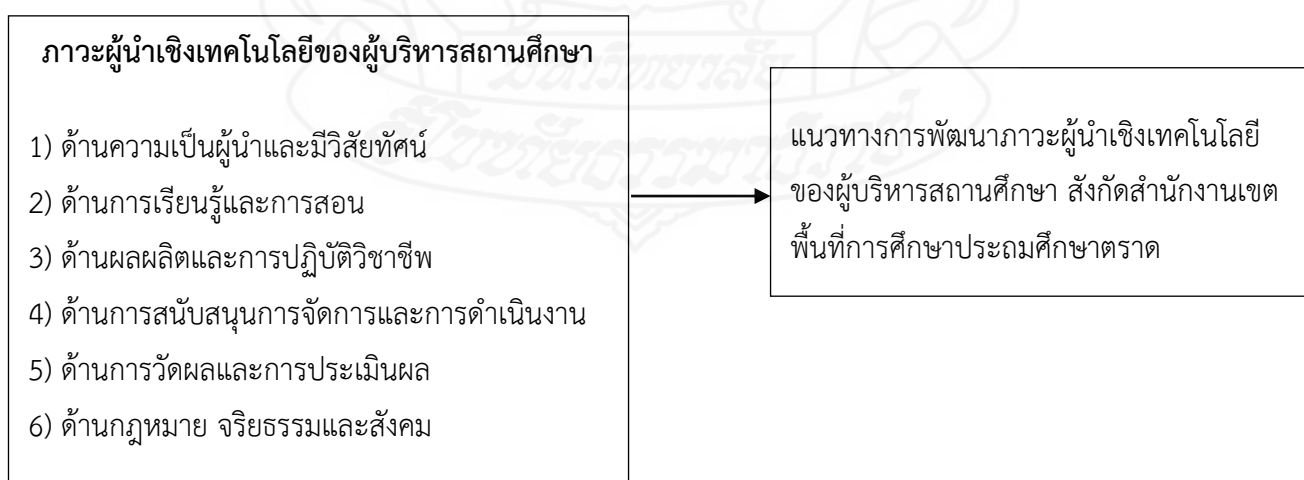 ภาวะผู้นำเชิงเทคโนโลยีของผู้บริหารสถานศึกษา
1) ด้านความเป็นผู้นำและมีวิสัยทัศน์
2) ด้านการเรียนรู้และการสอน
3) ด้านผลผลิตและการปฏิบัติวิชาชีพ
4) ด้านการสนับสนุนการจัดการและการดำเนินงาน
5) ด้านการวัดผลและการประเมินผล
6) ด้านกฎหมาย จริยธรรมและสังคม
แนวทางการพัฒนาภาวะผู้นำเชิงเทคโนโลยี
ของผู้บริหารสถานศึกษา สังกัดสำนักงานเขต
พื้นที่การศึกษาประถมศึกษาตราด